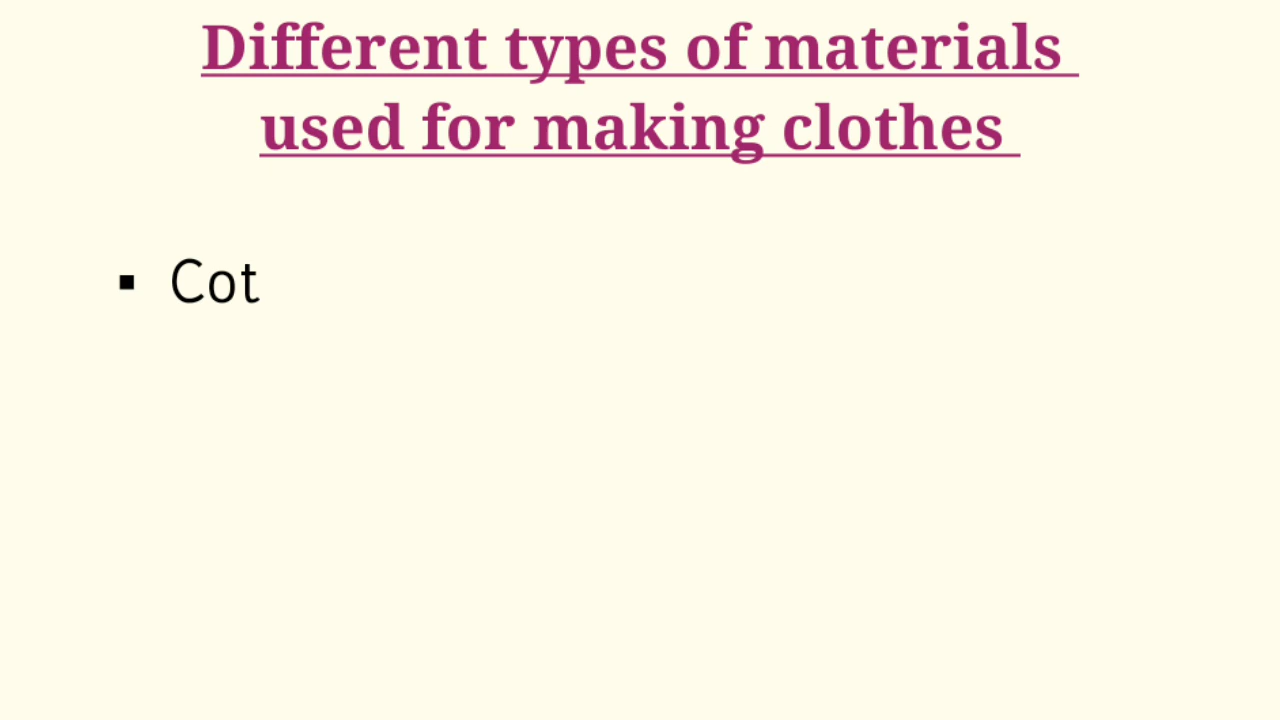 Different types of materials
used for making clothes
▪ Cot